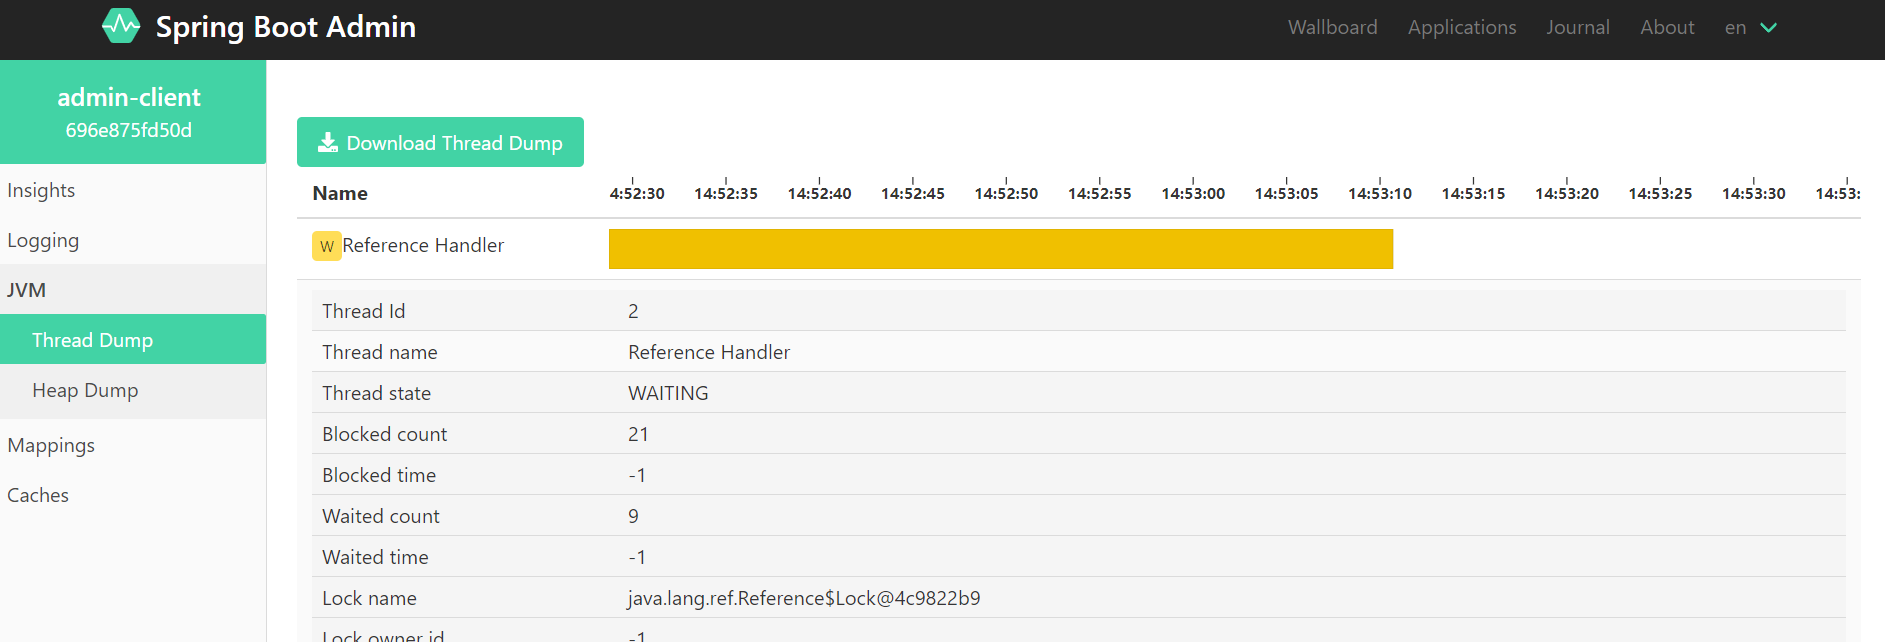 Spring Boot Admin
Wallboard Applications Journal About en
admin-client
696e875fd50d
Insights
Logging
JVM
Thread Dump
Heap Dump
Mappings
Caches
Download Thread Dump
Name 4:52:30 14:52:35 14:52:40 14:52:45 14:52:50 14:52:55 14:53:00 14:53:05 14:53:10 14:53:15 14:53:20 14:53:25 14:53:30 14:53:
W Reference Handler
Thread Id 2
Thread name Reference Handler
Thread state WAITING
Blocked count 21
Blocked time -1
Waited count 9
Waited time -1
Lock name java.lang.ref.Reference$Lock@4c9822b9
Lock owner id -1